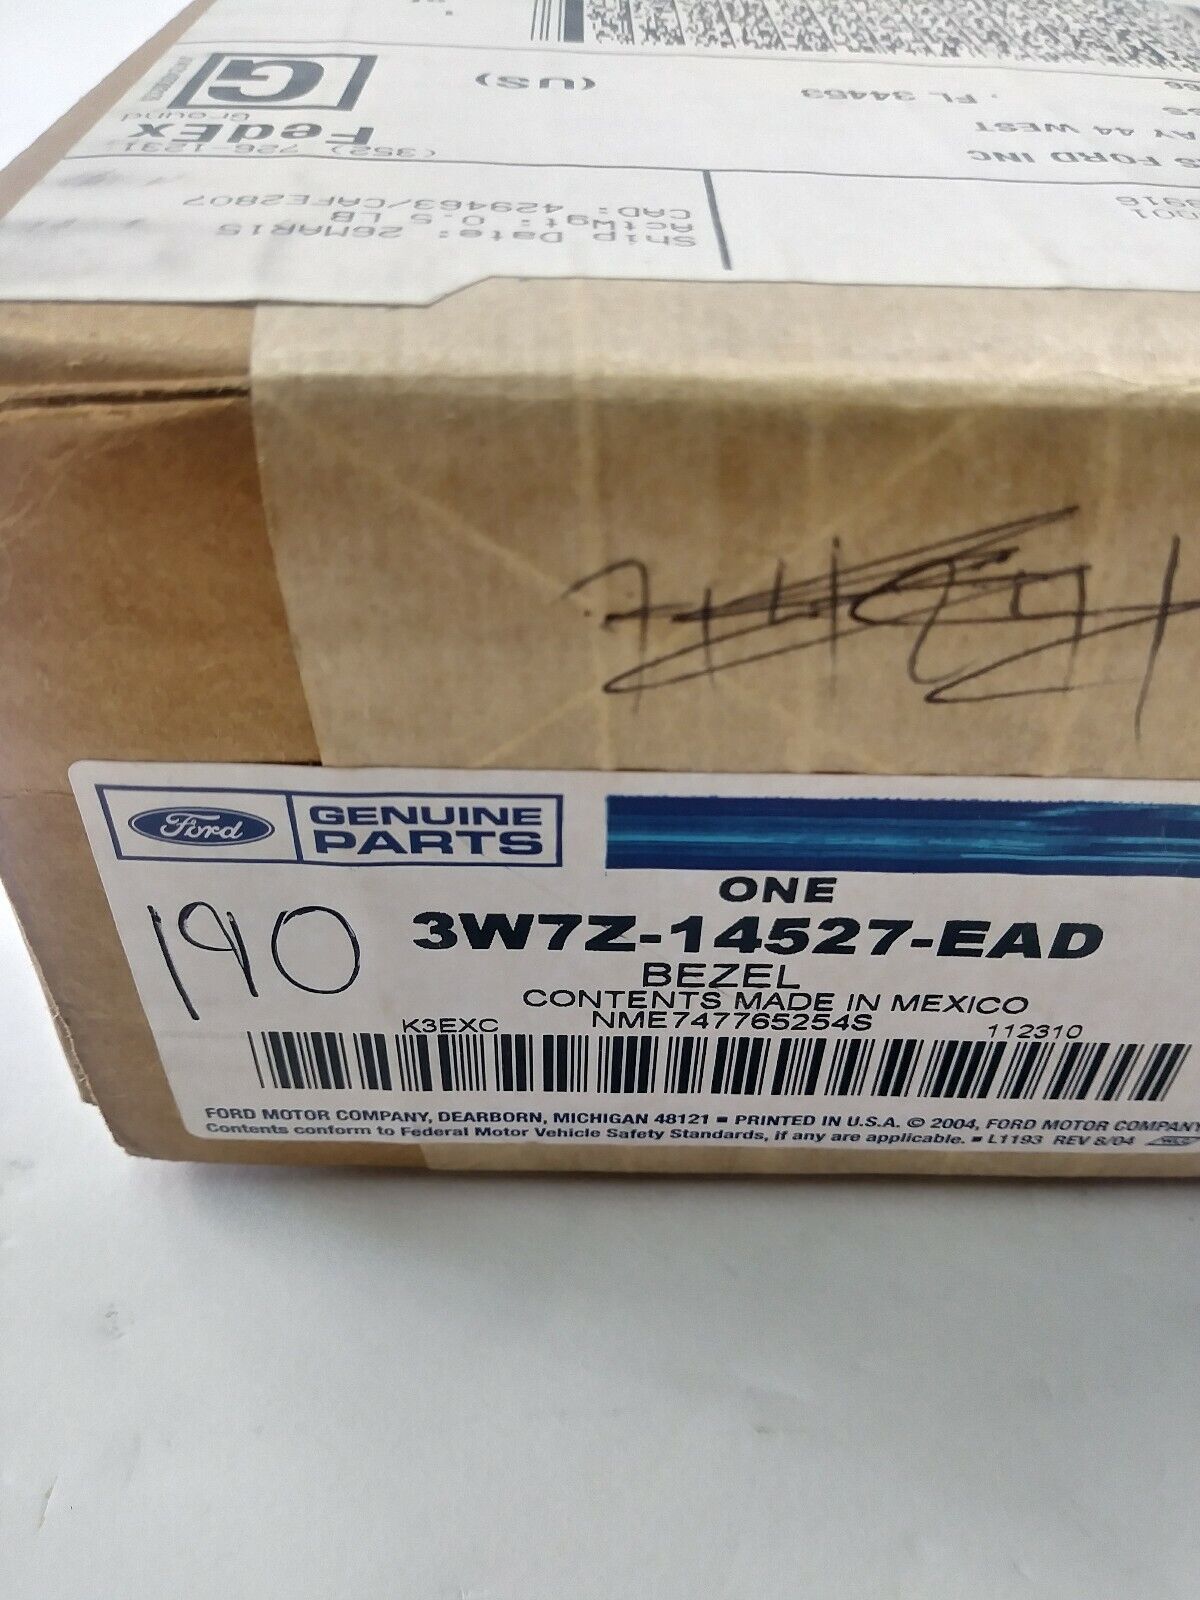 (US)
. FL 34453
AY 44 WEST
S FORD INC
G
Ground
FedEx
(352) 726-1231
Ship Date: 26MAR15
ActWgt: 0.5 LB
CAD: 429463/CAFE2807
Ford
GENUINE
PARTS
ONE
190
3W7Z-14527-EAD
BEZEL
CONTENTS MADE IN MEXICO
K3EXC NME747765254S 112310
FORD MOTOR COMPANY, DEARBORN, MICHIGAN 48121 ▪ PRINTED IN U.S.A. © 2004, FORD MOTOR COMPANY
Contents conform to Federal Motor Vehicle Safety Standards, if any are applicable. ▪ L1193 REV 8/04